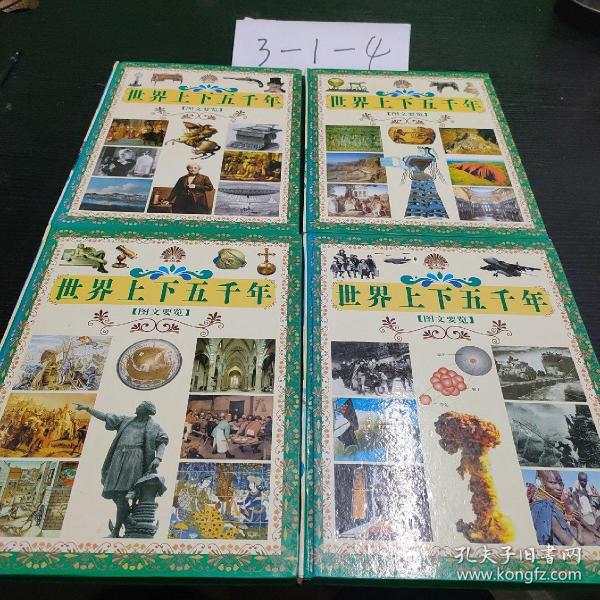 3-1-4
世界上下五千年
【图文要览】
世界上下五千年
【图文要览】
世界上下五千年
【图文要览】
世界上下五千年
【图文要览】
孔夫子旧书网
www.kongfz.com